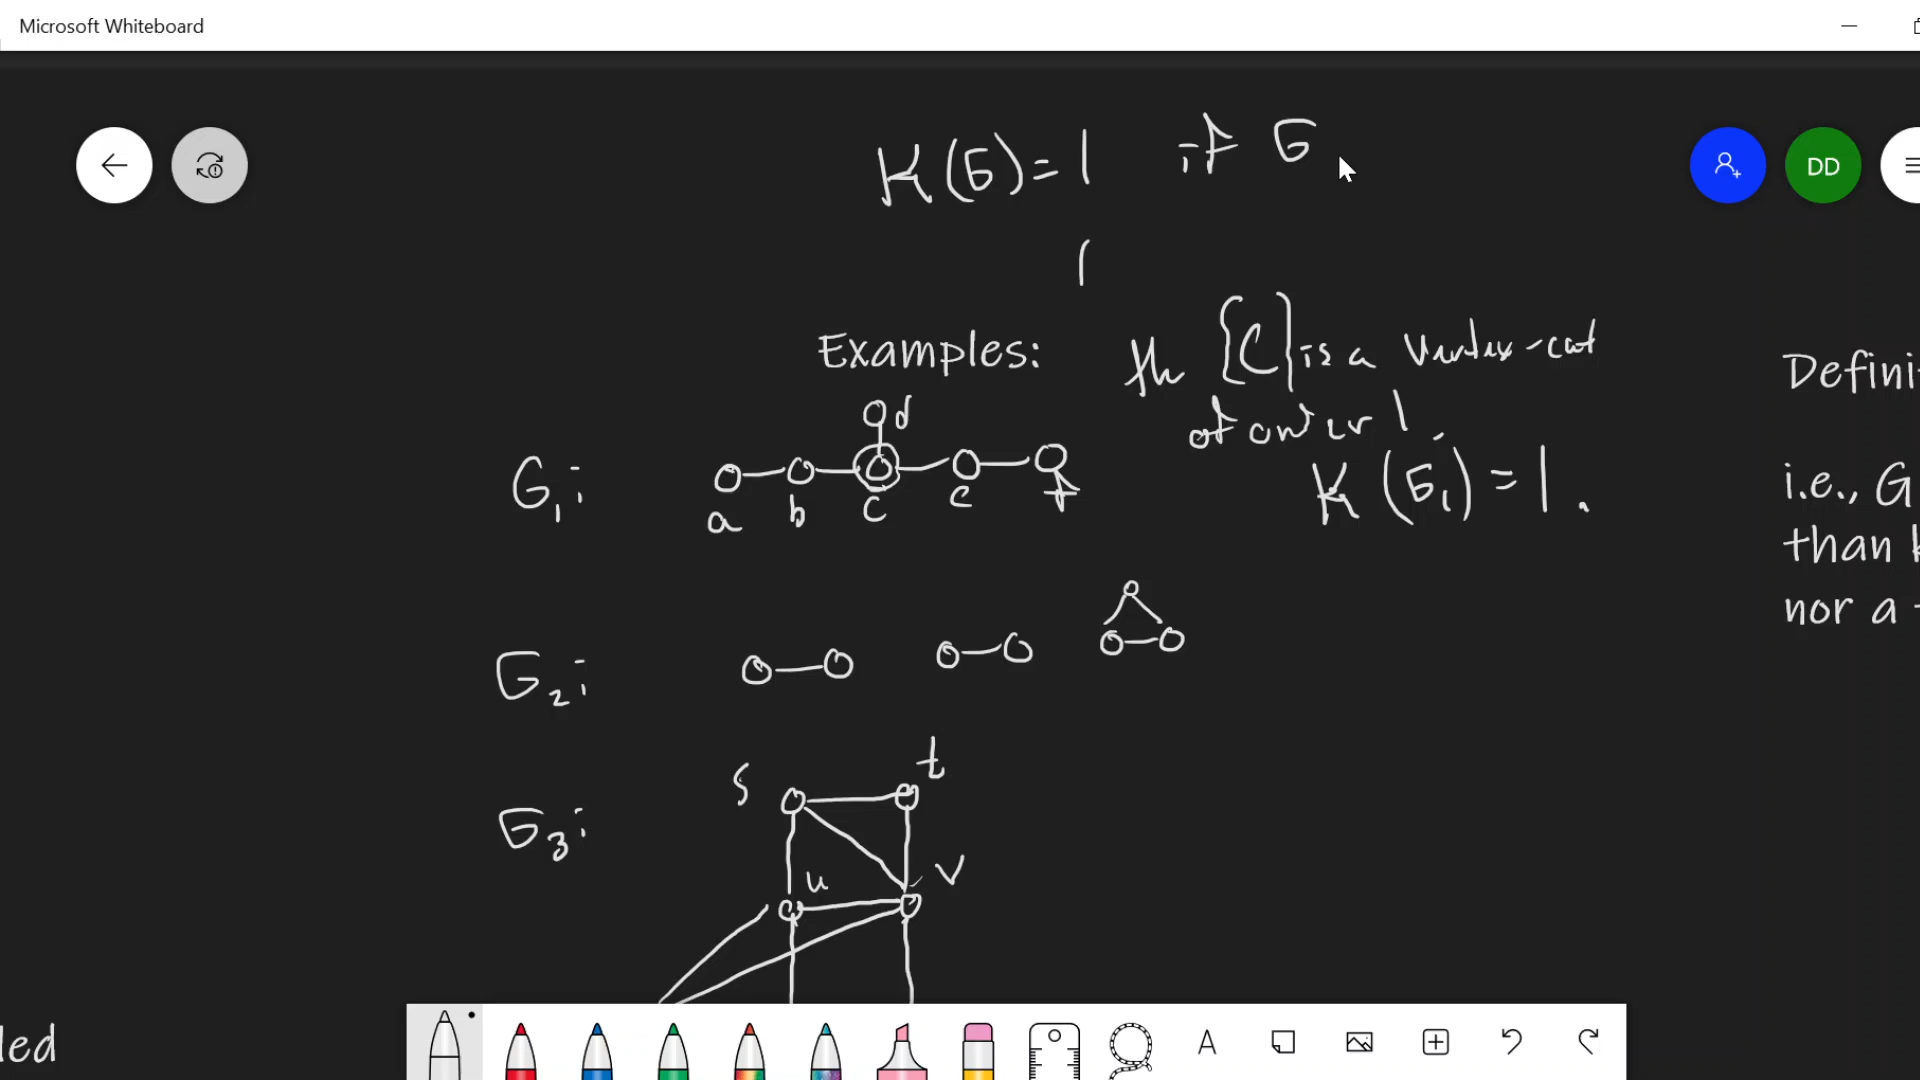 Microsoft Whiteboard
DD
K(G)=1 if G
Examples:
th {C} is a vertex-cut
of order 1.
Defini
d
G₁:
a b c e f
K(G₁)=1.
i.e., G
than k
nor a
G₂:
s t
G₃:
u v
led
A